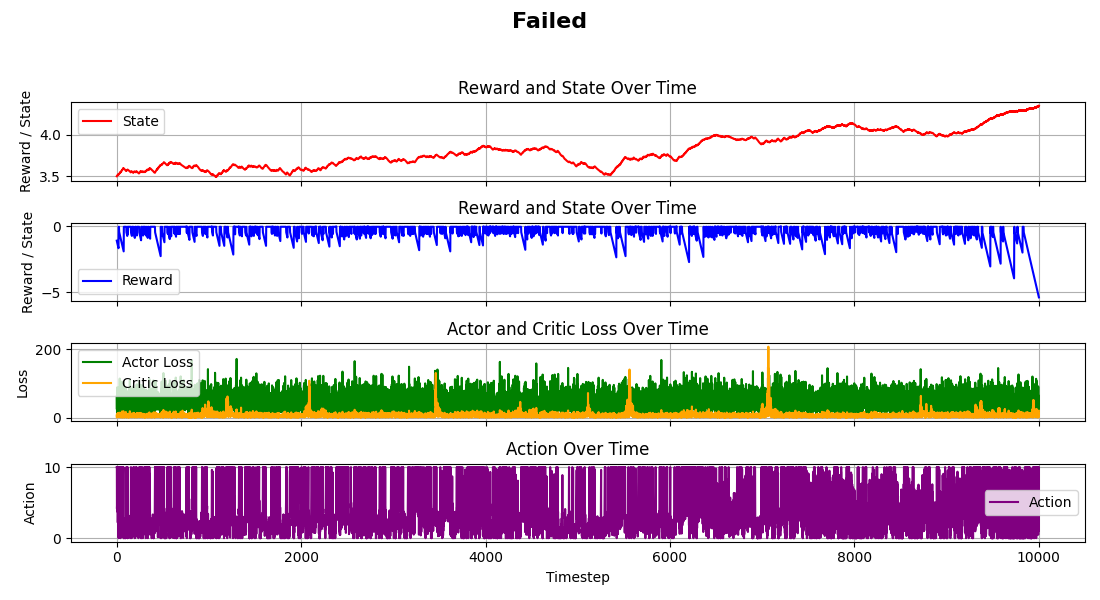 Failed
Reward and State Over Time
Reward / State
State
4.0
3.5
Reward and State Over Time
Reward / State
0
Reward
−5
Actor and Critic Loss Over Time
Loss
200
Actor Loss
Critic Loss
0
Action Over Time
Action
10
Action
0
0 2000 4000 6000 8000 10000
Timestep